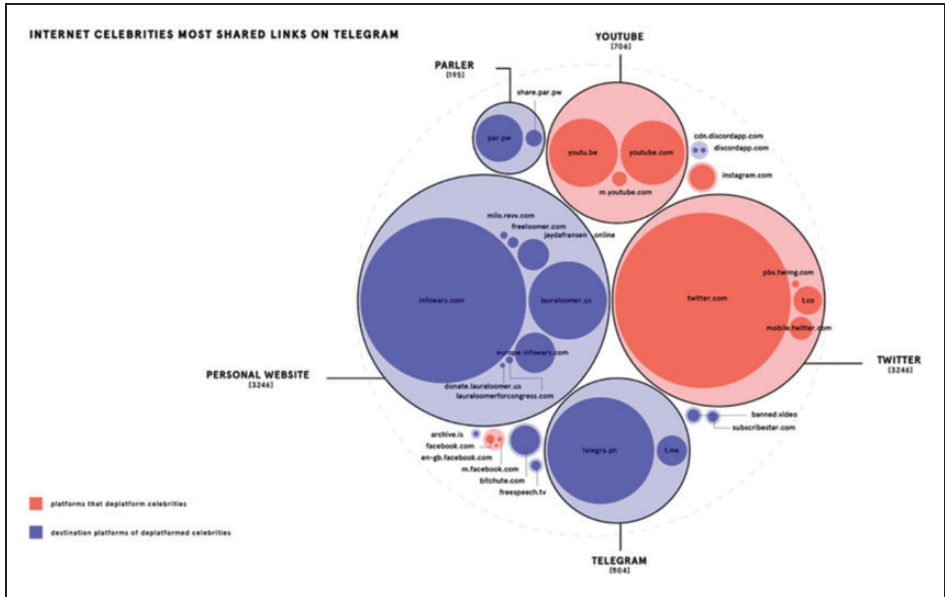 INTERNET CELEBRITIES MOST SHARED LINKS ON TELEGRAM
YOUTUBE
[706]
PARLER
[195]
share.par.pw
par.pw
youtu.be
youtube.com
m.youtube.com
cdn.discordapp.com
discordapp.com
instagram.com
milo.revv.com
freeloomer.com
jaydafransen .online
infowars.com
lauraloomer.us
europe.infowars.com
donate.lauraloomer.us
lauraloomerforcongress.com
pbs.twimg.com
twitter.com
t.co
mobile.twitter.com
PERSONAL WEBSITE
[3246]
TWITTER
[3246]
banned.video
subscribestar.com
archive.is
facebook.com
en-gb.facebook.com
m.facebook.com
bitchute.com
freespeech.tv
telegra.ph
t.me
platforms that deplatform celebrities
destination platforms of deplatformed celebrities
TELEGRAM